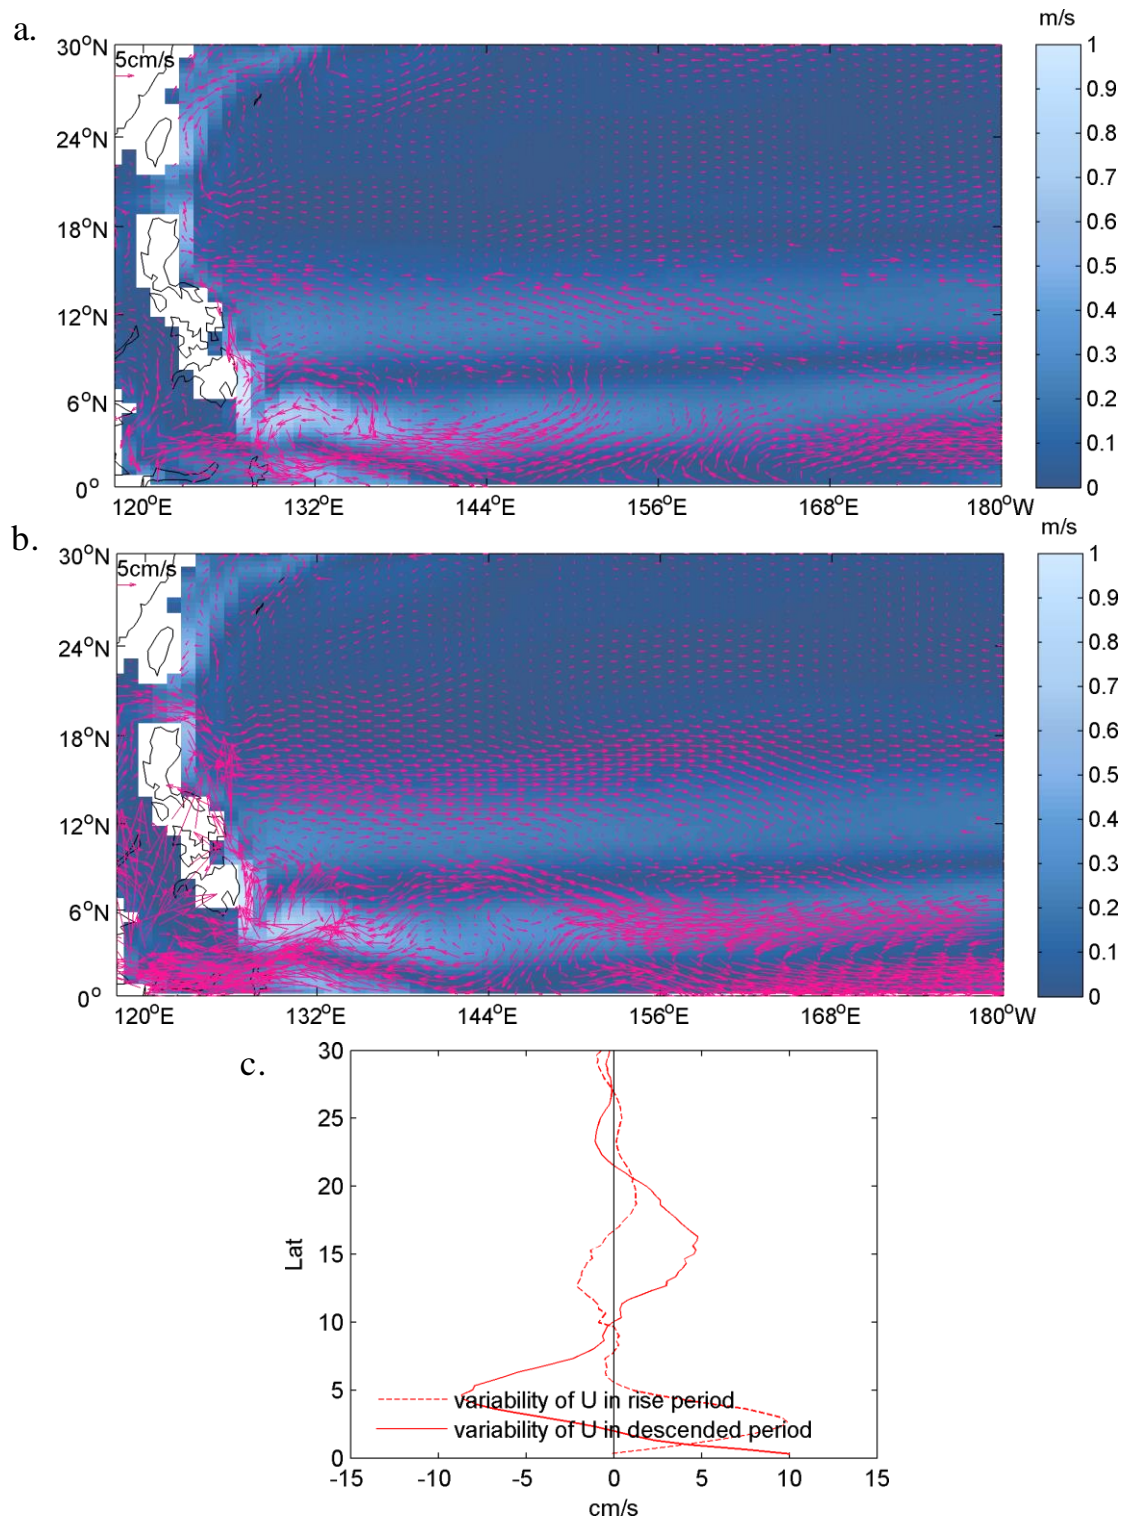 a.
m/s
5cm/s
30°N
24°N
18°N
12°N
6°N
0°
120°E 132°E 144°E 156°E 168°E 180°W
1
0.9
0.8
0.7
0.6
0.5
0.4
0.3
0.2
0.1
0
b.
m/s
5cm/s
30°N
24°N
18°N
12°N
6°N
0°
120°E 132°E 144°E 156°E 168°E 180°W
1
0.9
0.8
0.7
0.6
0.5
0.4
0.3
0.2
0.1
0
c.
30
25
20
15
10
5
0
Lat
variability of U in rise period
variability of U in descended period
-15 -10 -5 0 5 10 15
cm/s